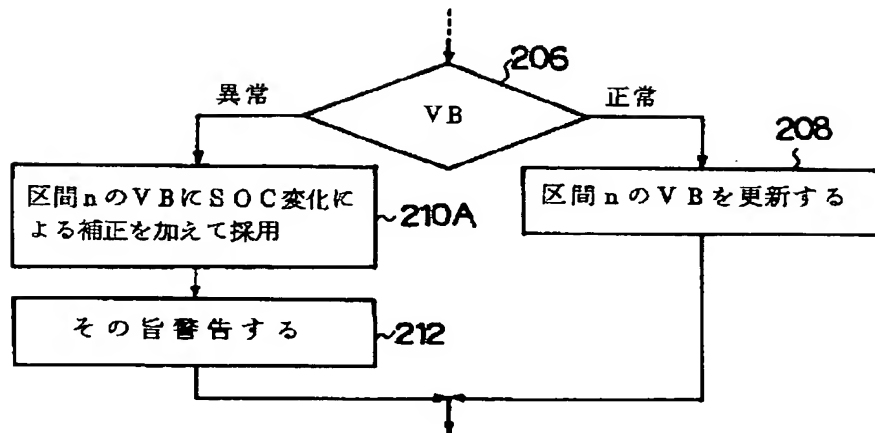 206
異常
VB
正常
208
区間nのVBにSOC変化に
よる補正を加えて採用
210A
区間nのVBを更新する
その旨警告する
212